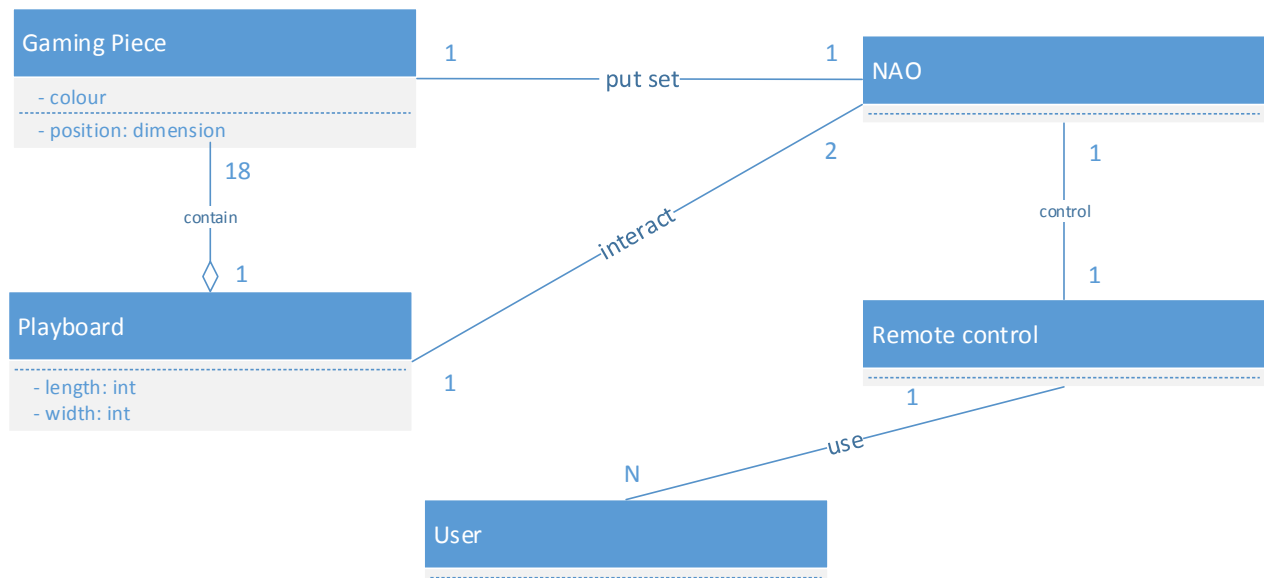 Gaming Piece
- colour
- position: dimension
1
put set
1
NAO
18
contain
1
2
interact
1
control
1
Playboard
- length: int
- width: int
1
Remote control
1
use
N
User